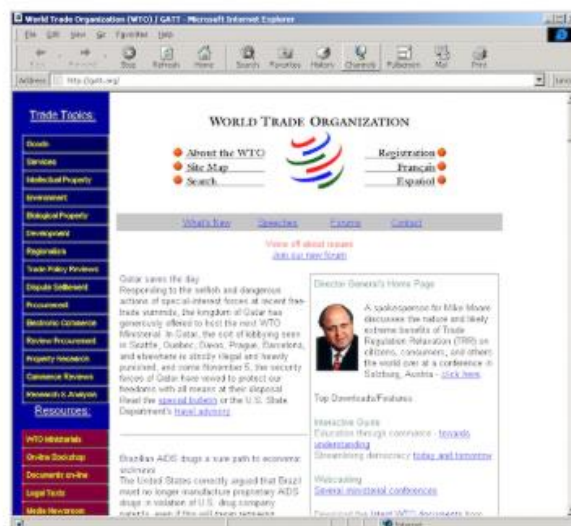 World Trade Organization (WTO) / GATT - Microsoft Internet Explorer
File Edit View Go Favorites Help
Stop Refresh Home Search Favorites History Channels Fullscreen Mail Print
Address http://gatt.org/
Trade Topics:
Goods
Services
Intellectual Property
Environment
Biological Property
Development
Regionalism
Trade Policy Reviews
Dispute Settlement
Procurement
Electronic Commerce
Review Procurement
Property Research
Commerce Reviews
Research & Analysis
Resources:
WTO Ministerials
On-line Bookshop
Documents on-line
Legal Texts
Media Newsroom
WORLD TRADE ORGANIZATION
About the WTO
Site Map
Search
Registration
Français
Español
What's New Speeches Forums Contact
Voice off about issues
Join our new forum
Qatar saves the day
Responding to the selfish and dangerous
actions of special-interest forces at recent free-
trade summits, the kingdom of Qatar has
generously offered to host the next WTO
Ministerial. In Qatar, the sort of lobbying seen
in Seattle, Quebec, Davos, Prague, Barcelona,
and elsewhere is strictly illegal and heavily
punished, and come November 5, the security
forces of Qatar have vowed to protect our
freedoms with all means at their disposal.
Read the special bulletin or the U.S. State
Department's travel advisory.
Brazilian AIDS drugs a sure path to economic
sickness
The United States correctly argued that Brazil
must no longer manufacture proprietary AIDS
drugs in violation of U.S. drug company
patents, even if this will mean
Director General's Home Page
A spokesperson for Mike Moore
discusses the nature and likely
extreme benefits of Trade
Regulation Relaxation (TRR) on
citizens, consumers, and others
the world over at a conference in
Salzburg, Austria - click here.
Top Downloads/Features
Interactive Guide
Education through commerce - towards
understanding
Streamlining democracy today and tomorrow
Webcasting
Several ministerial conferences
Download the latest WTO documents from
Internet